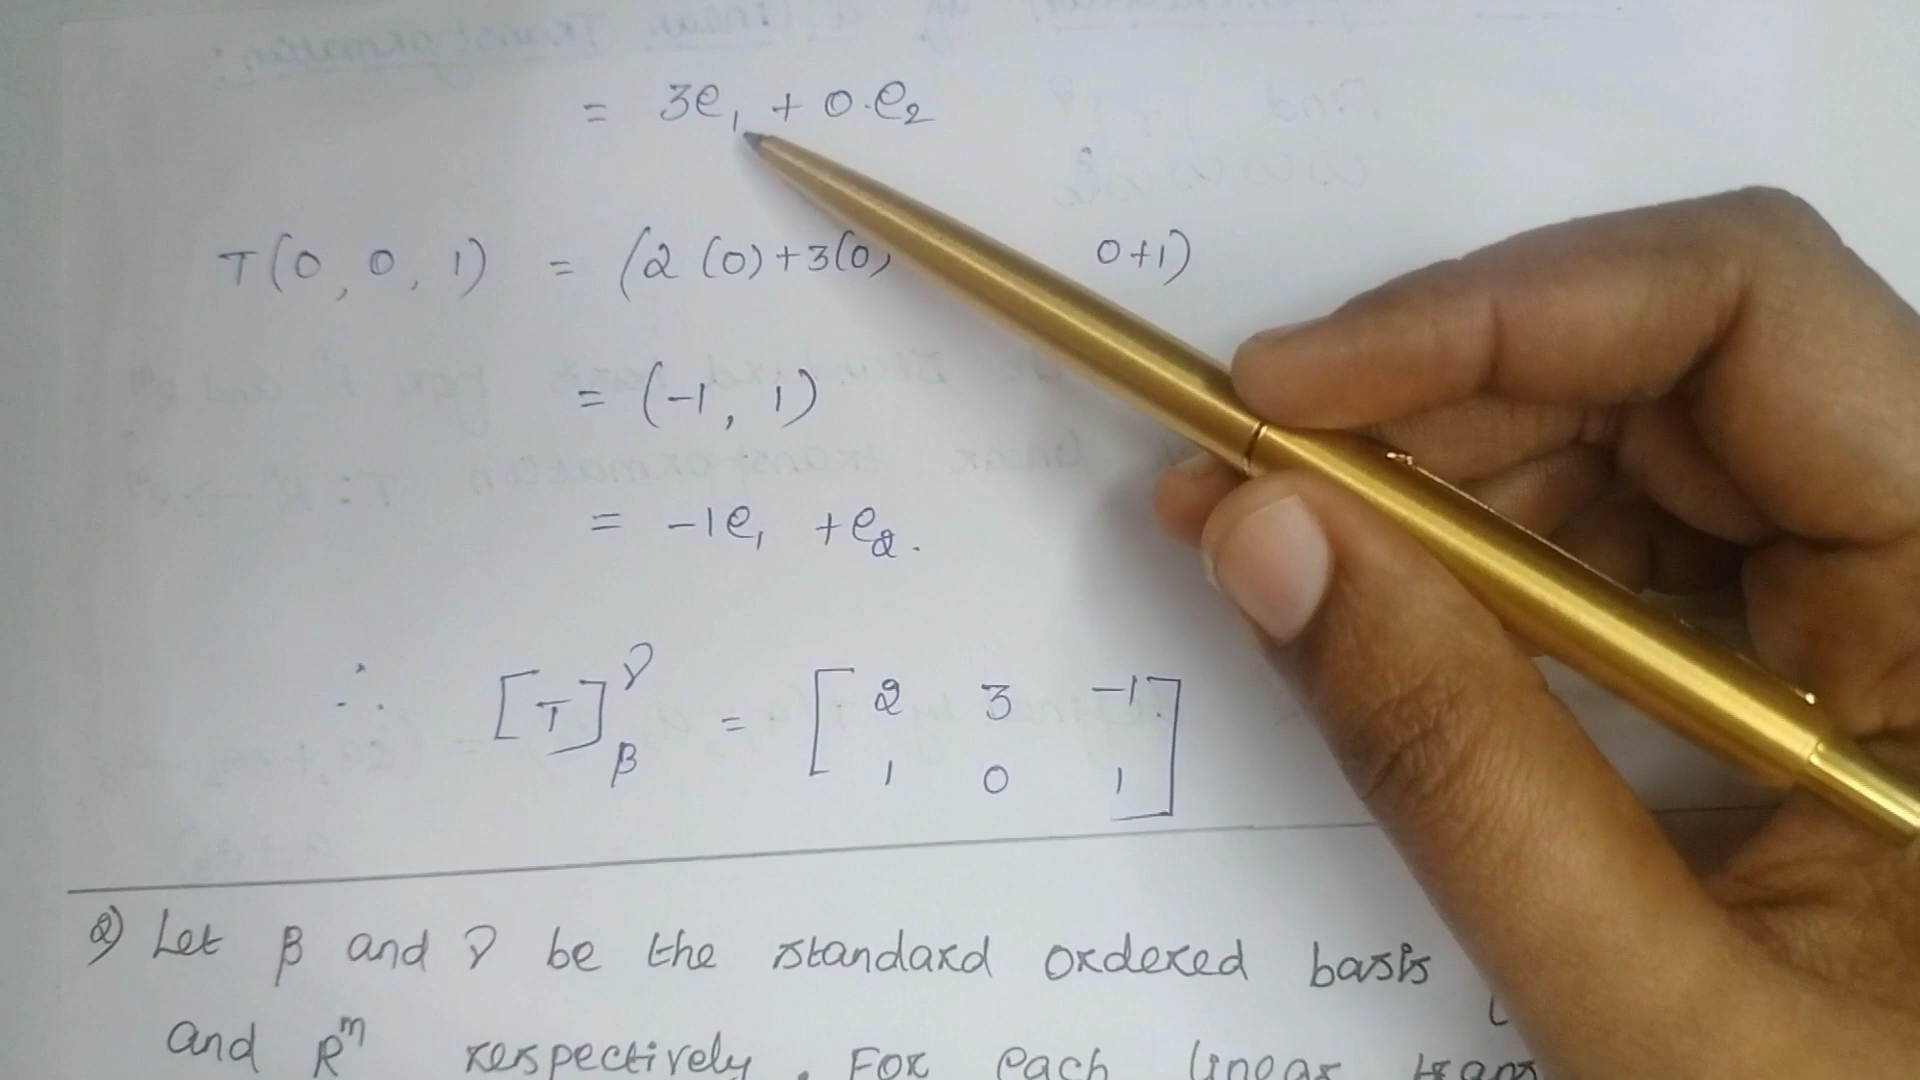 = 3e₁ + 0·e₂
T(0, 0, 1) = (2(0)+3(0) 0+1)
= (-1, 1)
= -1e₁ + e₂.
∴ [T]ᵧᵦ = [ 2 3 -1
1 0 1 ]
2) Let β and γ be the standard ordered basis
and Rᵐ respectively. For each linear